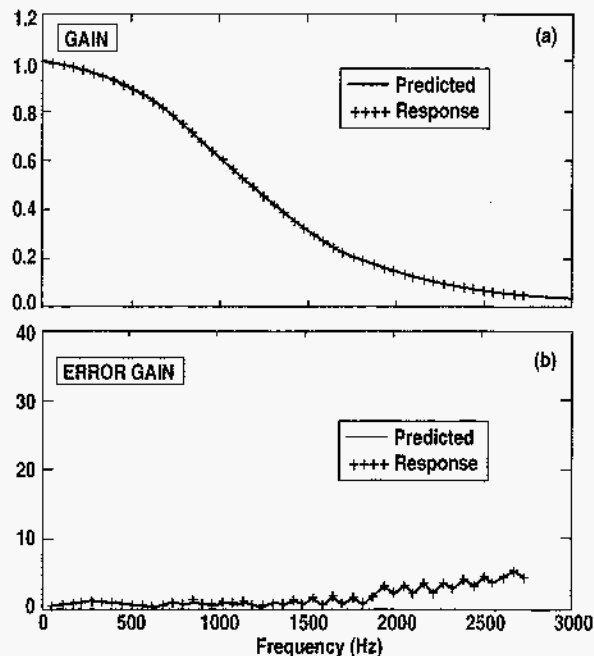 1.2
GAIN
(a)
1.0
Predicted
++++ Response
0.8
0.6
0.4
0.2
0.0
40
(b)
ERROR GAIN
30
Predicted
++++ Response
20
10
0
0 500 1000 1500 2000 2500 3000
Frequency (Hz)